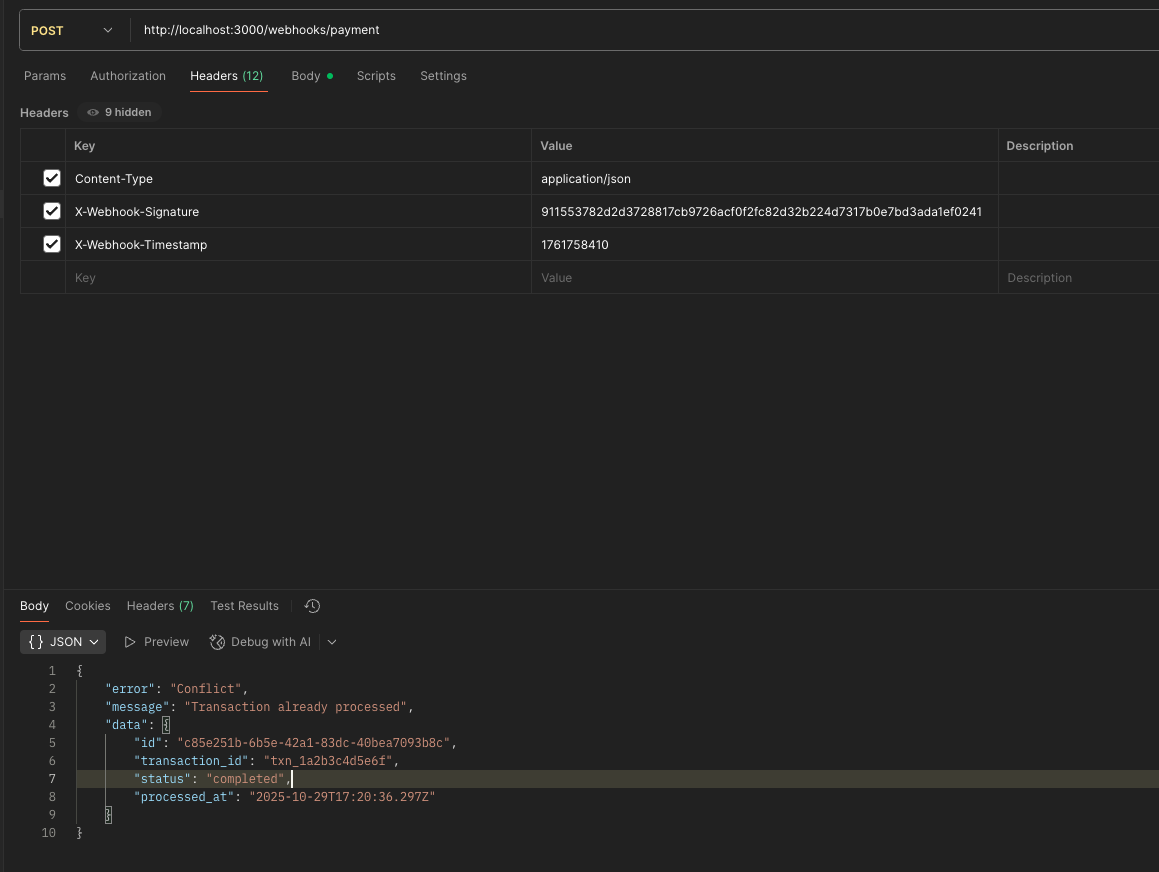 POST http://localhost:3000/webhooks/payment
Params Authorization Headers (12) Body Scripts Settings
Headers 9 hidden
Key Value Description
Content-Type application/json
X-Webhook-Signature 911553782d2d3728817cb9726acf0f2fc82d32b224d7317b0e7bd3ada1ef0241
X-Webhook-Timestamp 1761758410
Key Value Description
Body Cookies Headers (7) Test Results
{} JSON Preview Debug with AI
1 {
2 "error": "Conflict",
3 "message": "Transaction already processed",
4 "data": {
5 "id": "c85e251b-6b5e-42a1-83dc-40bea7093b8c",
6 "transaction_id": "txn_1a2b3c4d5e6f",
7 "status": "completed",
8 "processed_at": "2025-10-29T17:20:36.297Z"
9 }
10 }